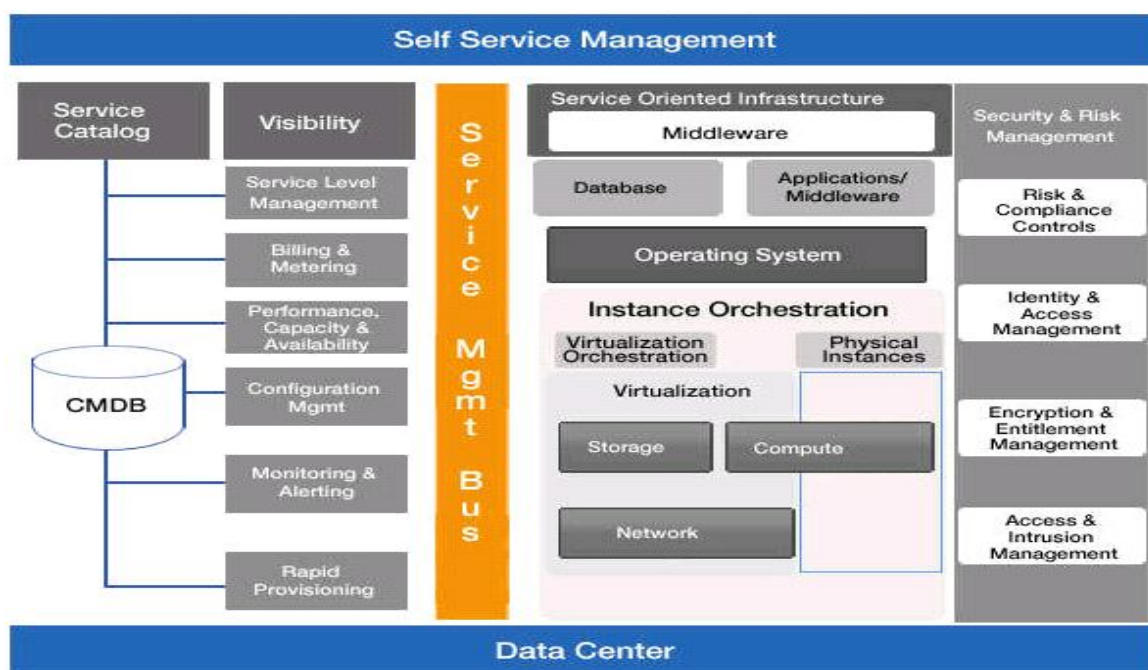 Self Service Management
Service
Catalog
Visibility
Service Level
Management
Billing &
Metering
Performance,
Capacity &
Availability
CMDB
Configuration
Mgmt
Monitoring &
Alerting
Rapid
Provisioning
Service Mgmt Bus
Service Oriented Infrastructure
Middleware
Database
Applications/
Middleware
Operating System
Instance Orchestration
Virtualization
Orchestration
Physical
Instances
Virtualization
Storage
Compute
Network
Security & Risk
Management
Risk &
Compliance
Controls
Identity &
Access
Management
Encryption &
Entitlement
Management
Access &
Intrusion
Management
Data Center